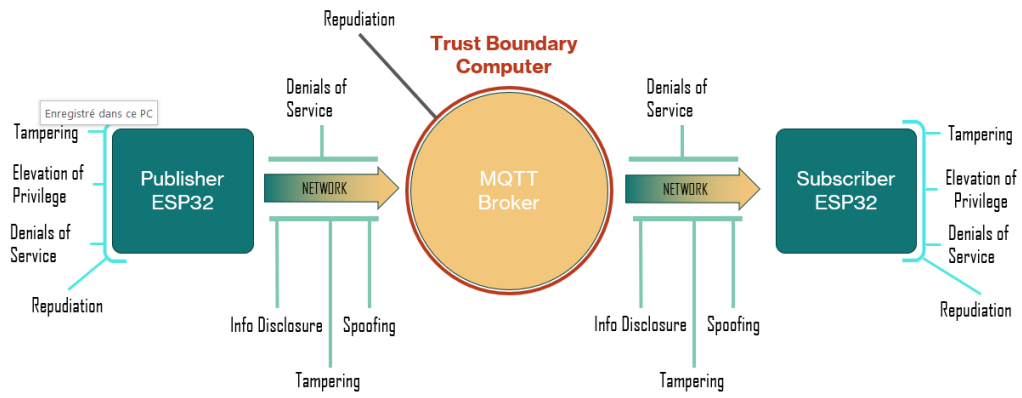 Repudiation
Trust Boundary
Computer
Denials of
Service
Denials of
Service
Enregistré dans ce PC
Tampering
Elevation of
Privilege
Denials of
Service
Repudiation
Publisher
ESP32
NETWORK
MQTT
Broker
NETWORK
Subscriber
ESP32
Tampering
Elevation of
Privilege
Denials of
Service
Repudiation
Info Disclosure
Spoofing
Tampering
Info Disclosure
Spoofing
Tampering